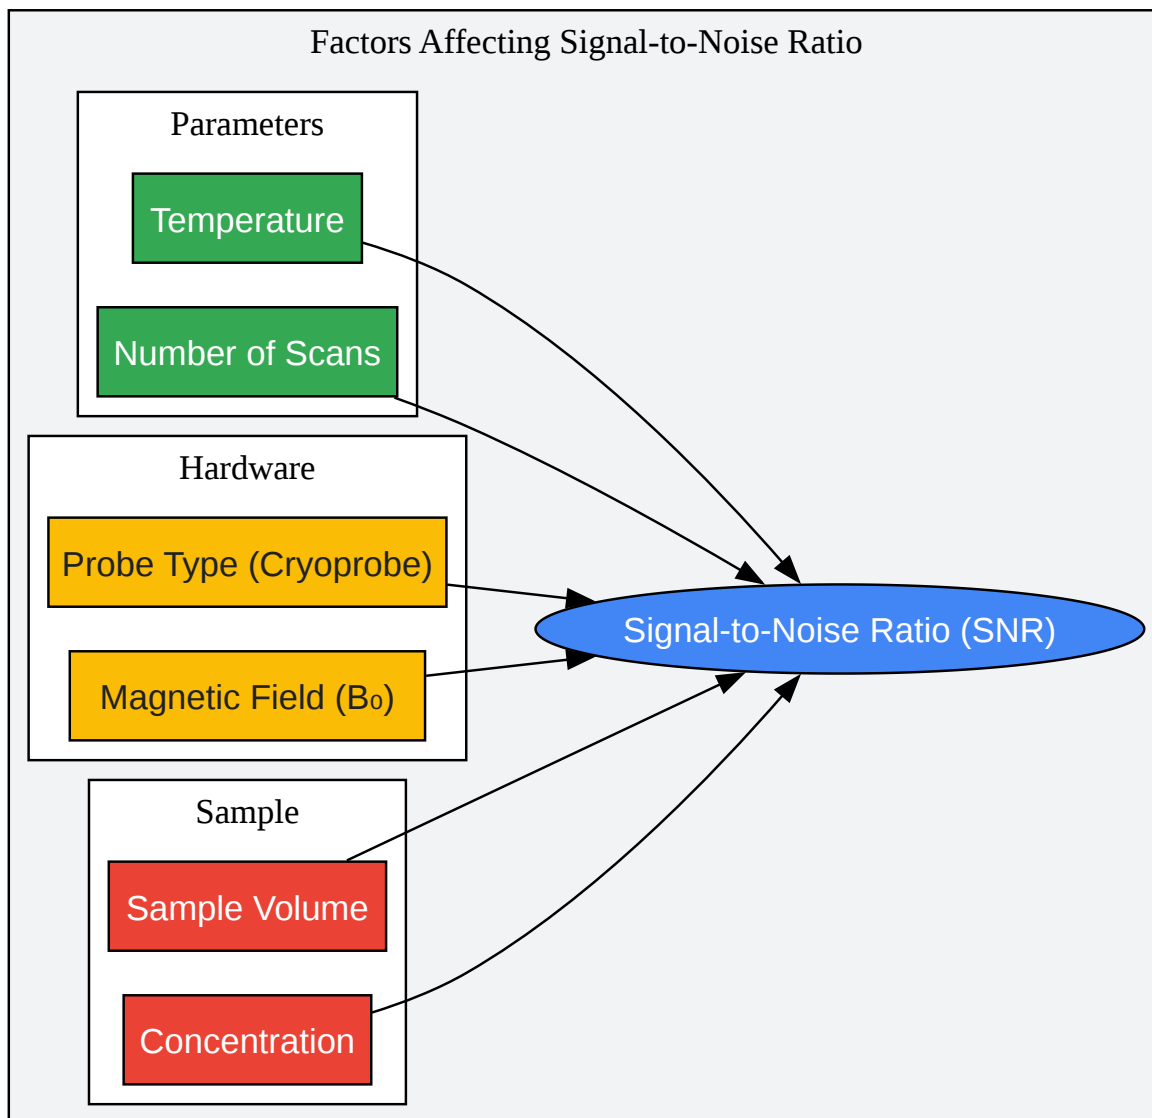 Factors Affecting Signal-to-Noise Ratio
Parameters
Temperature
Number of Scans
Hardware
Probe Type (Cryoprobe)
Magnetic Field (B₀)
Signal-to-Noise Ratio (SNR)
Sample
Sample Volume
Concentration